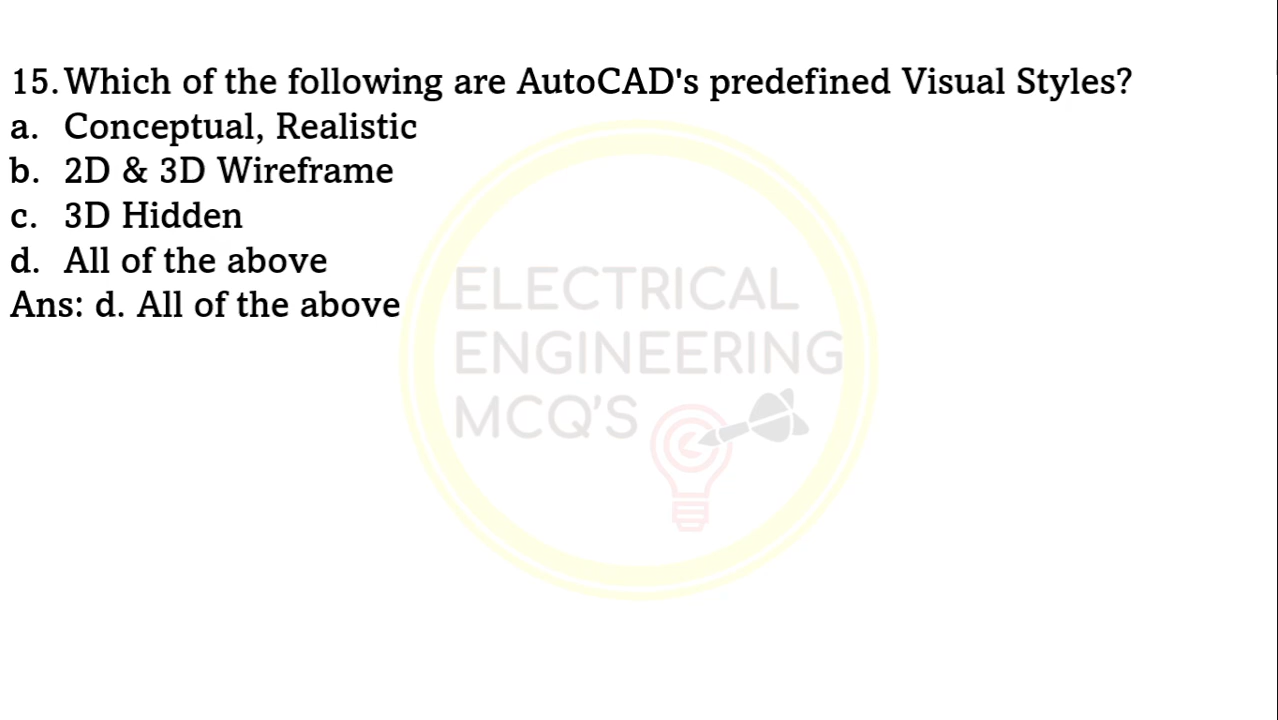 15. Which of the following are AutoCAD's predefined Visual Styles?
a. Conceptual, Realistic
b. 2D & 3D Wireframe
c. 3D Hidden
d. All of the above
Ans: d. All of the above
ELECTRICAL
ENGINEERING
MCQ'S